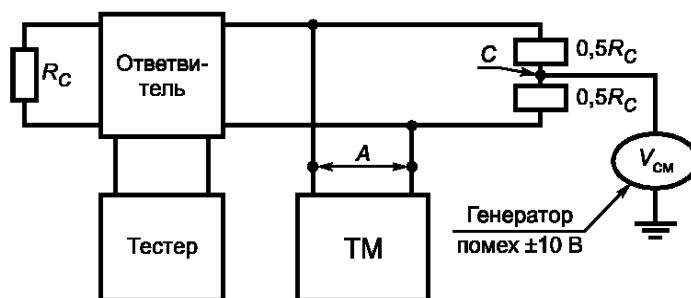 R_C
Ответви-
тель
C
0,5R_C
0,5R_C
A
V_см
Тестер
ТМ
Генератор
помех ±10 В